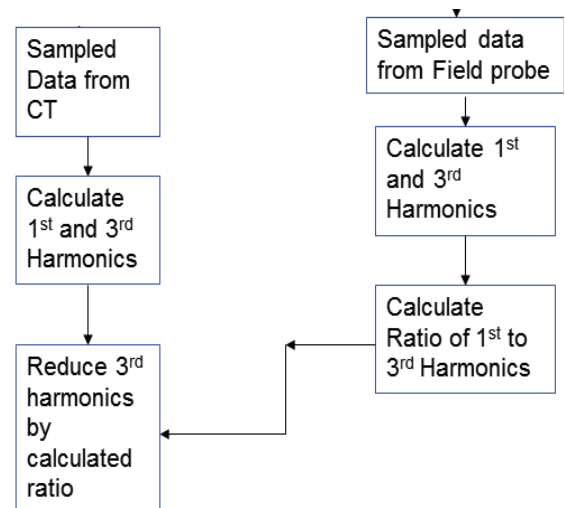 Sampled
Data from
CT
Calculate
1st and 3rd
Harmonics
Reduce 3rd
harmonics
by
calculated
ratio
Sampled data
from Field probe
Calculate 1st
and 3rd
Harmonics
Calculate
Ratio of 1st to
3rd Harmonics